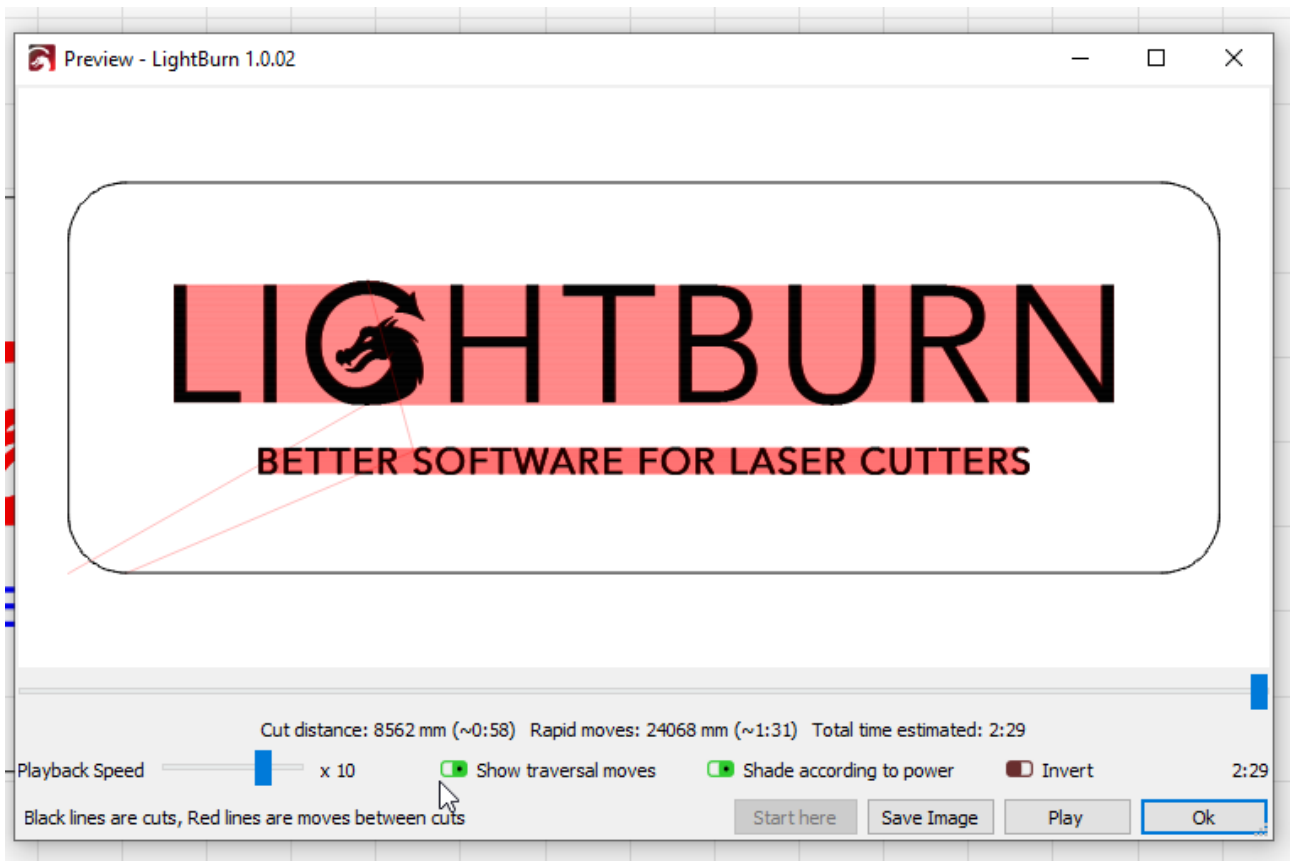 Preview - LightBurn 1.0.02
LIGHTBURN
BETTER SOFTWARE FOR LASER CUTTERS
Cut distance: 8562 mm (~0:58) Rapid moves: 24068 mm (~1:31) Total time estimated: 2:29
Playback Speed x 10 Show traversal moves Shade according to power Invert 2:29
Black lines are cuts, Red lines are moves between cuts Start here Save Image Play Ok